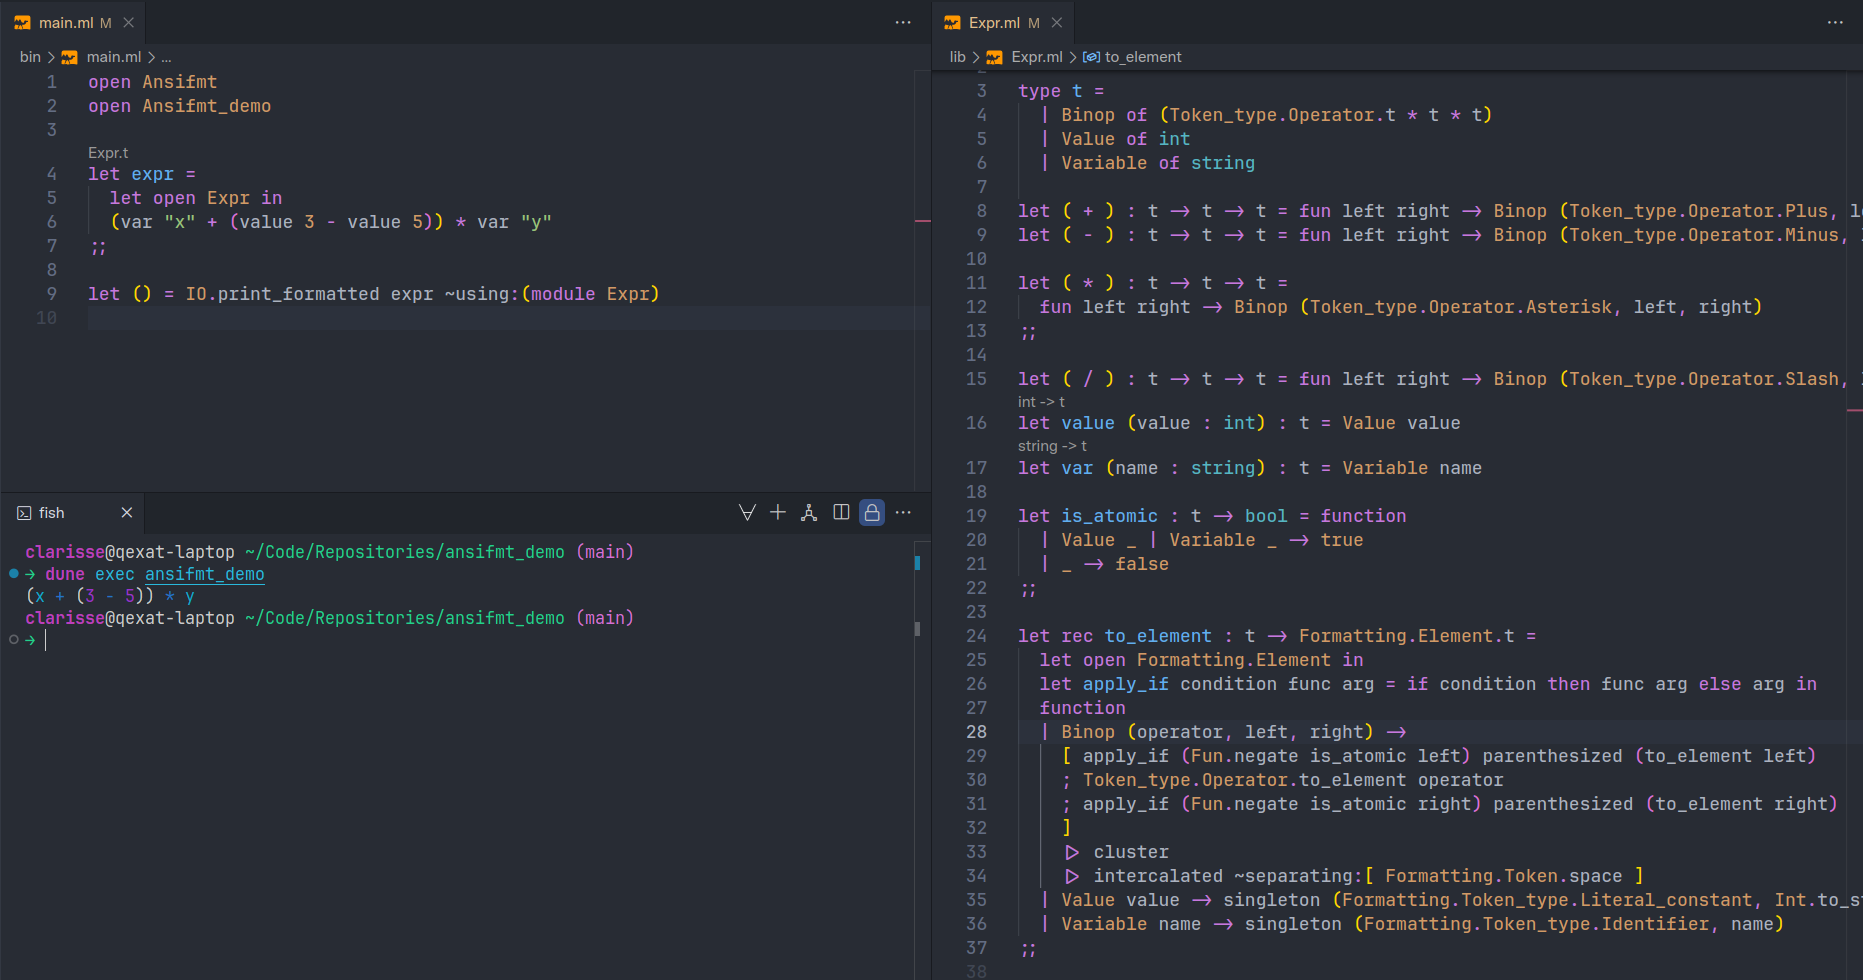 main.ml M
bin > main.ml > ...
1 open Ansifmt
2 open Ansifmt_demo
3
Expr.t
4 let expr =
5 let open Expr in
6 (var "x" + (value 3 - value 5)) * var "y"
7 ;;
8
9 let () = IO.print_formatted expr ~using:(module Expr)
10
fish
clarisse@qexat-laptop ~/Code/Repositories/ansifmt_demo (main)
→ dune exec ansifmt_demo
(x + (3 - 5)) * y
clarisse@qexat-laptop ~/Code/Repositories/ansifmt_demo (main)
→
Expr.ml M
lib > Expr.ml > to_element
3 type t =
4 | Binop of (Token_type.Operator.t * t * t)
5 | Value of int
6 | Variable of string
7
8 let ( + ) : t -> t -> t = fun left right -> Binop (Token_type.Operator.Plus, l
9 let ( - ) : t -> t -> t = fun left right -> Binop (Token_type.Operator.Minus,
10
11 let ( * ) : t -> t -> t =
12 fun left right -> Binop (Token_type.Operator.Asterisk, left, right)
13 ;;
14
15 let ( / ) : t -> t -> t = fun left right -> Binop (Token_type.Operator.Slash,
int -> t
16 let value (value : int) : t = Value value
string -> t
17 let var (name : string) : t = Variable name
18
19 let is_atomic : t -> bool = function
20 | Value _ | Variable _ -> true
21 | _ -> false
22 ;;
23
24 let rec to_element : t -> Formatting.Element.t =
25 let open Formatting.Element in
26 let apply_if condition func arg = if condition then func arg else arg in
27 function
28 | Binop (operator, left, right) ->
29 [ apply_if (Fun.negate is_atomic left) parenthesized (to_element left)
30 ; Token_type.Operator.to_element operator
31 ; apply_if (Fun.negate is_atomic right) parenthesized (to_element right)
32 ]
33 |> cluster
34 |> intercalated ~separating:[ Formatting.Token.space ]
35 | Value value -> singleton (Formatting.Token_type.Literal_constant, Int.to_s
36 | Variable name -> singleton (Formatting.Token_type.Identifier, name)
37 ;;
38